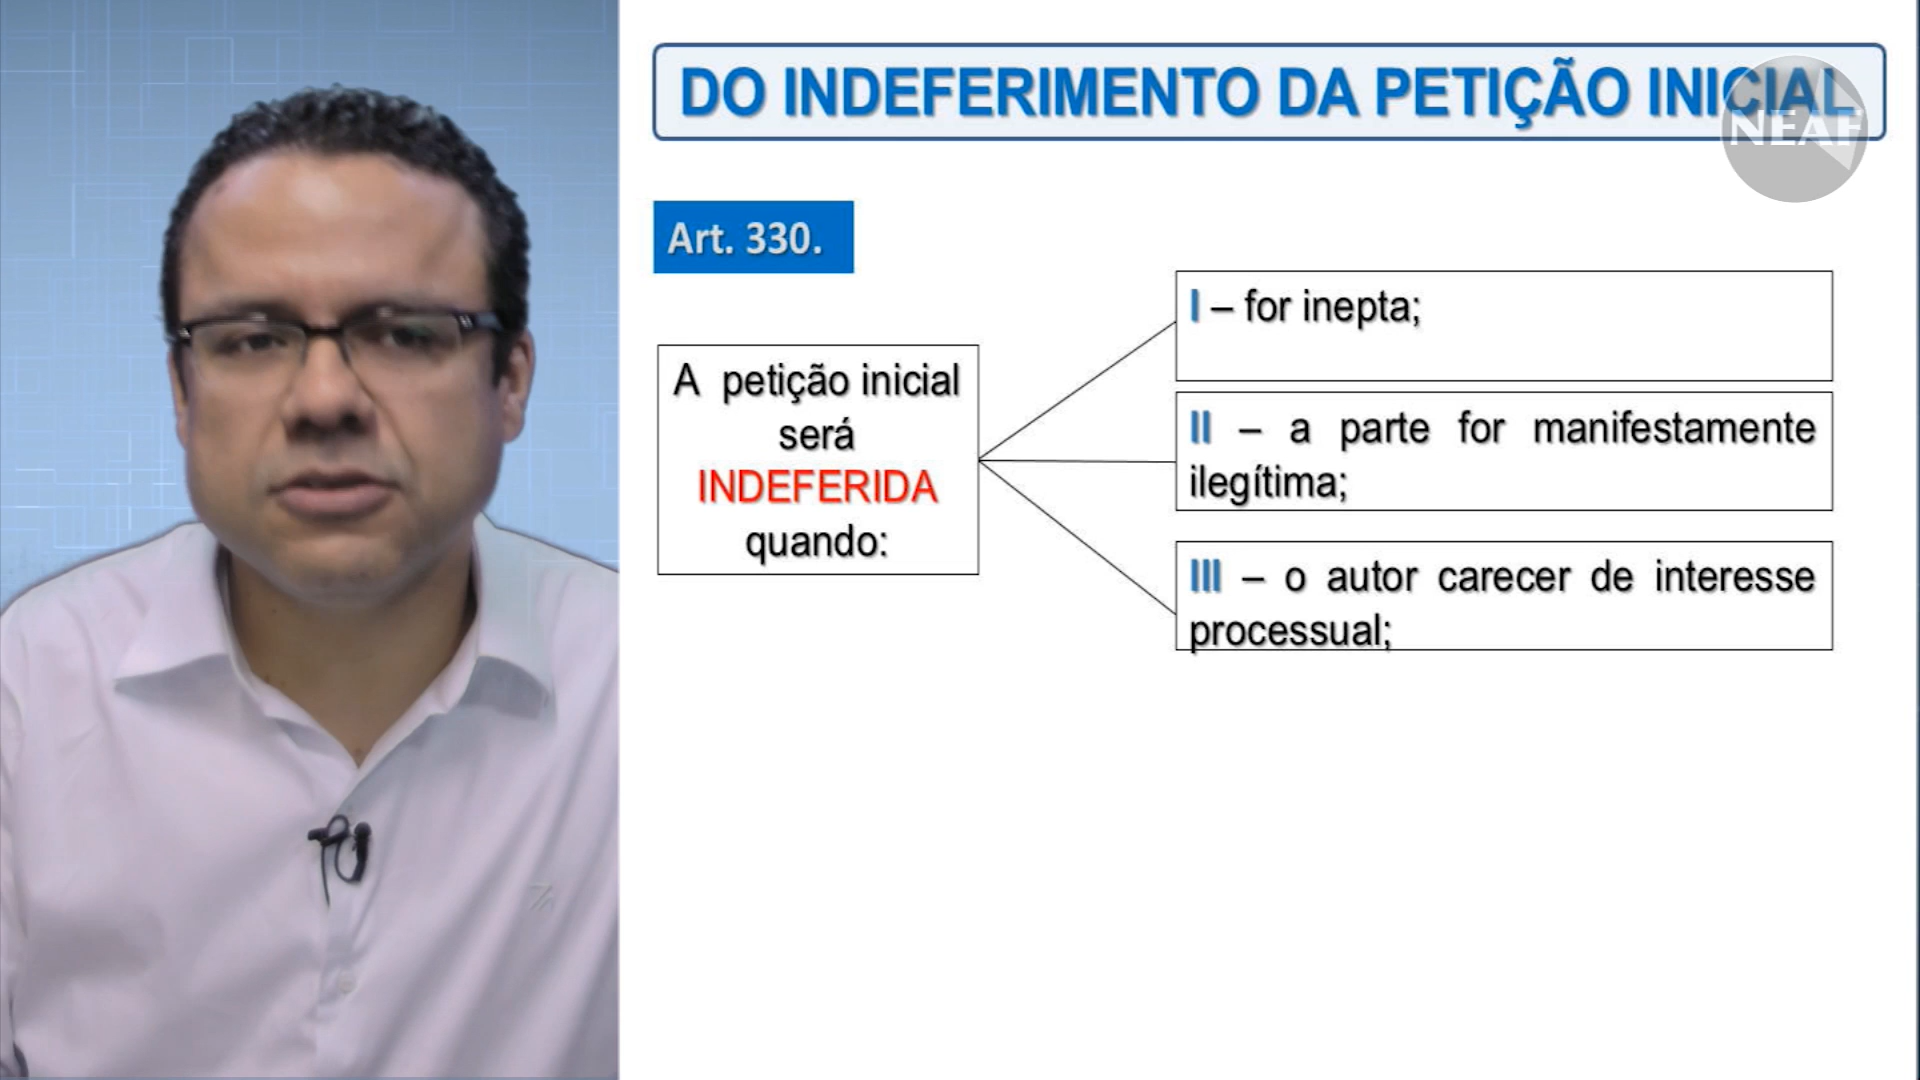 DO INDEFERIMENTO DA PETIÇÃO INICIAL
NEAF
Art. 330.
A petição inicial
será
INDEFERIDA
quando:
I – for inepta;
II – a parte for manifestamente
ilegítima;
III – o autor carecer de interesse
processual;